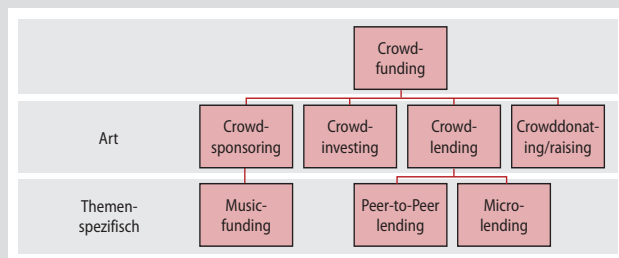 Crowd-
funding
Art
Crowd-
sponsoring
Crowd-
investing
Crowd-
lending
Crowddonat-
ing/raising
Themen-
spezifisch
Music-
funding
Peer-to-Peer
lending
Micro-
lending